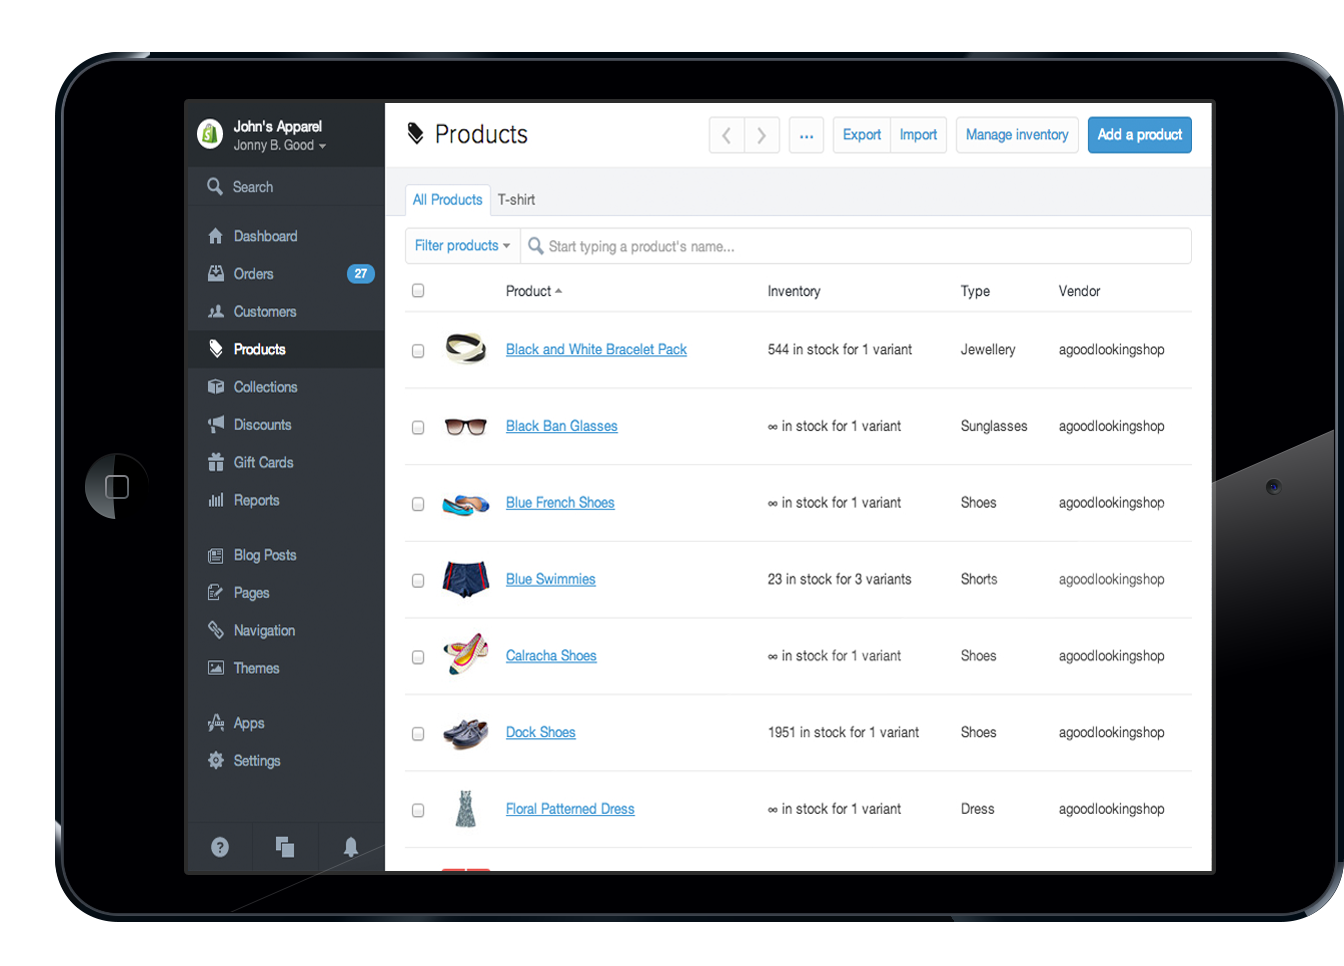 John's Apparel
Jonny B. Good
Search
Dashboard
Orders 27
Customers
Products
Collections
Discounts
Gift Cards
Reports
Blog Posts
Pages
Navigation
Themes
Apps
Settings
Products
... Export Import Manage inventory Add a product
All Products T-shirt
Filter products Start typing a product's name...
Product Inventory Type Vendor
Black and White Bracelet Pack 544 in stock for 1 variant Jewellery agoodlookingshop
Black Ban Glasses ∞ in stock for 1 variant Sunglasses agoodlookingshop
Blue French Shoes ∞ in stock for 1 variant Shoes agoodlookingshop
Blue Swimmies 23 in stock for 3 variants Shorts agoodlookingshop
Calracha Shoes ∞ in stock for 1 variant Shoes agoodlookingshop
Dock Shoes 1951 in stock for 1 variant Shoes agoodlookingshop
Floral Patterned Dress ∞ in stock for 1 variant Dress agoodlookingshop